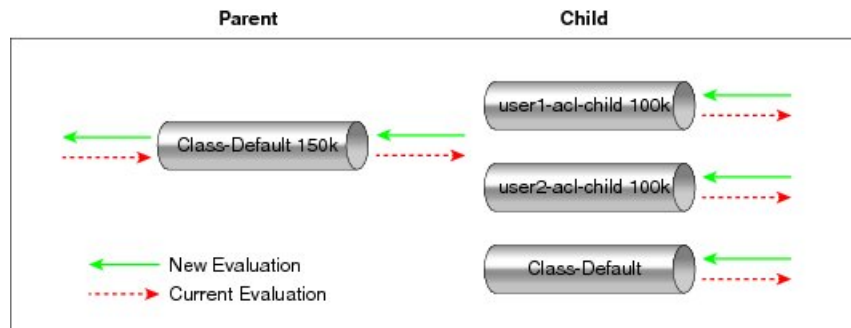 Parent
Child
user1-acl-child 100k
Class-Default 150k
user2-acl-child 100k
Class-Default
New Evaluation
Current Evaluation